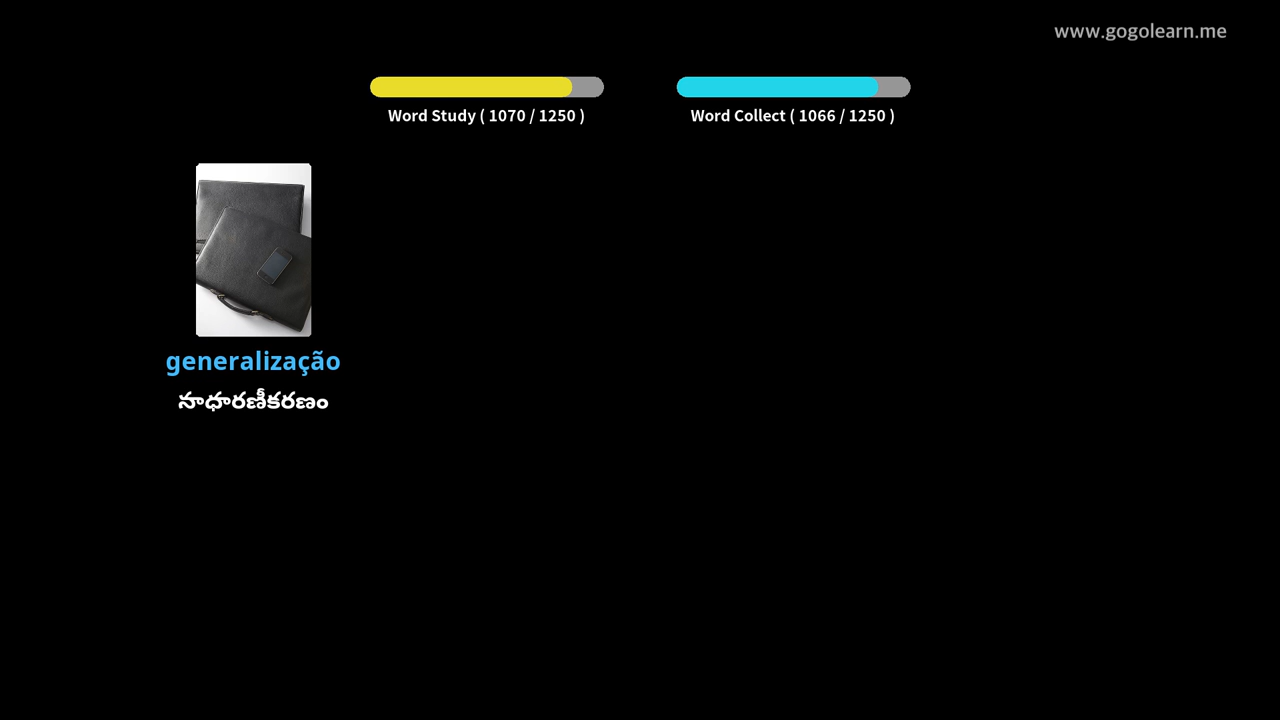 www.gogolearn.me
Word Study ( 1070 / 1250 )
Word Collect ( 1066 / 1250 )
generalização
సాధారణీకరణం